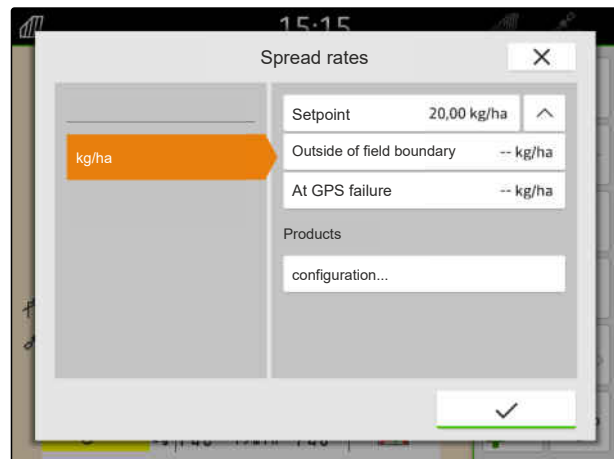 15:15
Spread rates
kg/ha
Setpoint 20,00 kg/ha
Outside of field boundary -- kg/ha
At GPS failure -- kg/ha
Products
configuration...